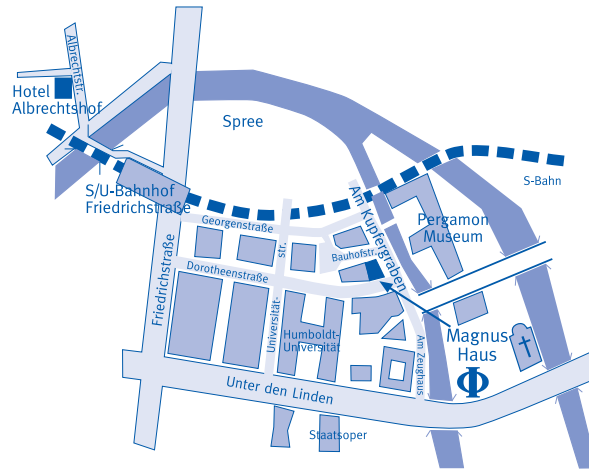 Albrechtstr.
Hotel
Albrechtshof
Spree
S-Bahn
S/U-Bahnhof
Friedrichstraße
Am Kupfergraben
Pergamon
Museum
Georgenstraße
Bauhofstr.
Dorotheenstraße
Friedrichstraße
Universität-
str.
Humboldt-
Universität
Am Zeughaus
Magnus
Haus
Φ
Unter den Linden
Staatsoper